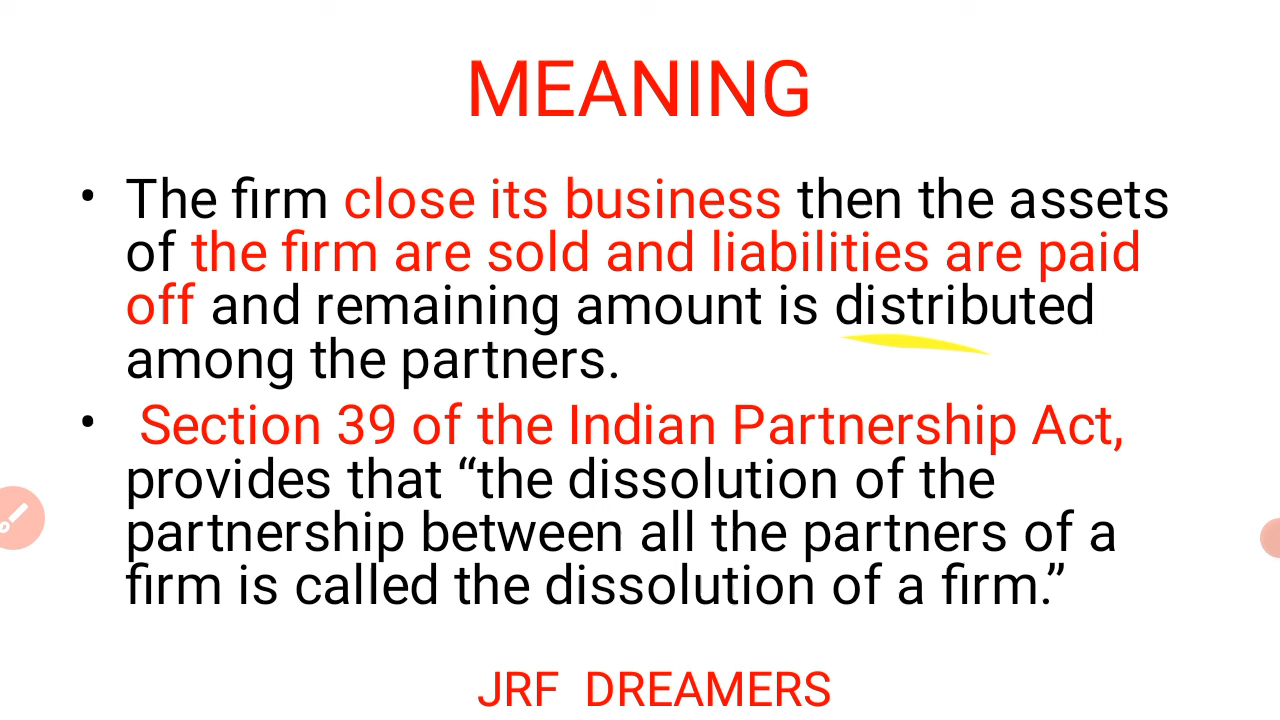 MEANING
• The firm close its business then the assets
of the firm are sold and liabilities are paid
off and remaining amount is distributed
among the partners.
• Section 39 of the Indian Partnership Act,
provides that “the dissolution of the
partnership between all the partners of a
firm is called the dissolution of a firm.”
JRF DREAMERS